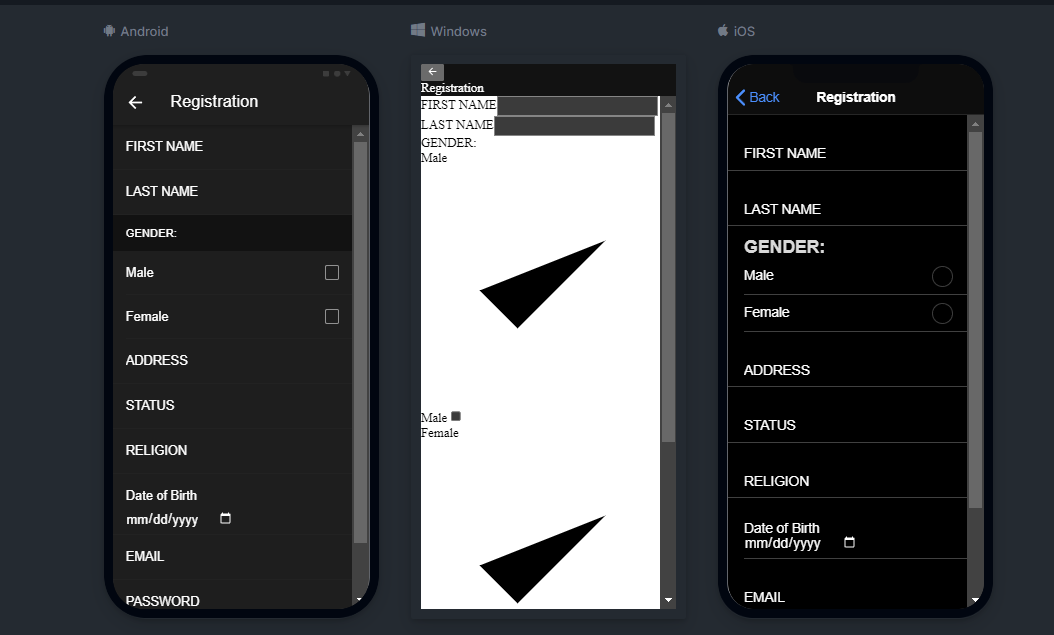 Android
Registration
FIRST NAME
LAST NAME
GENDER:
Male
Female
ADDRESS
STATUS
RELIGION
Date of Birth
mm/dd/yyyy
EMAIL
PASSWORD
Windows
Registration
FIRST NAME
LAST NAME
GENDER:
Male
Male
Female
iOS
Back Registration
FIRST NAME
LAST NAME
GENDER:
Male
Female
ADDRESS
STATUS
RELIGION
Date of Birth
mm/dd/yyyy
EMAIL